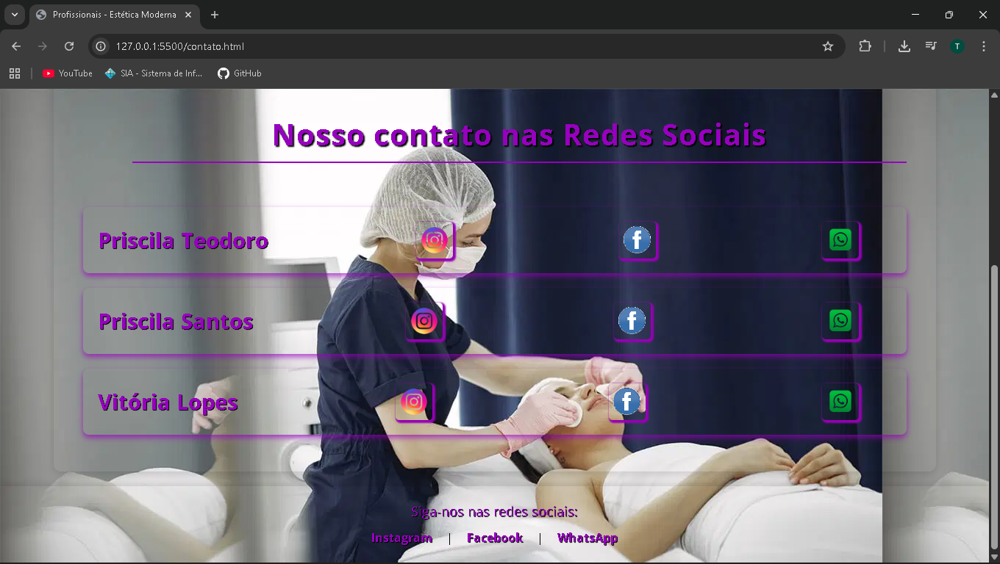 Profissionais - Estética Moderna
127.0.0.1:5500/contato.html
T
YouTube
SIA - Sistema de Inf...
GitHub
Nosso contato nas Redes Sociais
Priscila Teodoro
Priscila Santos
Vitória Lopes
Siga-nos nas redes sociais:
Instagram | Facebook | WhatsApp